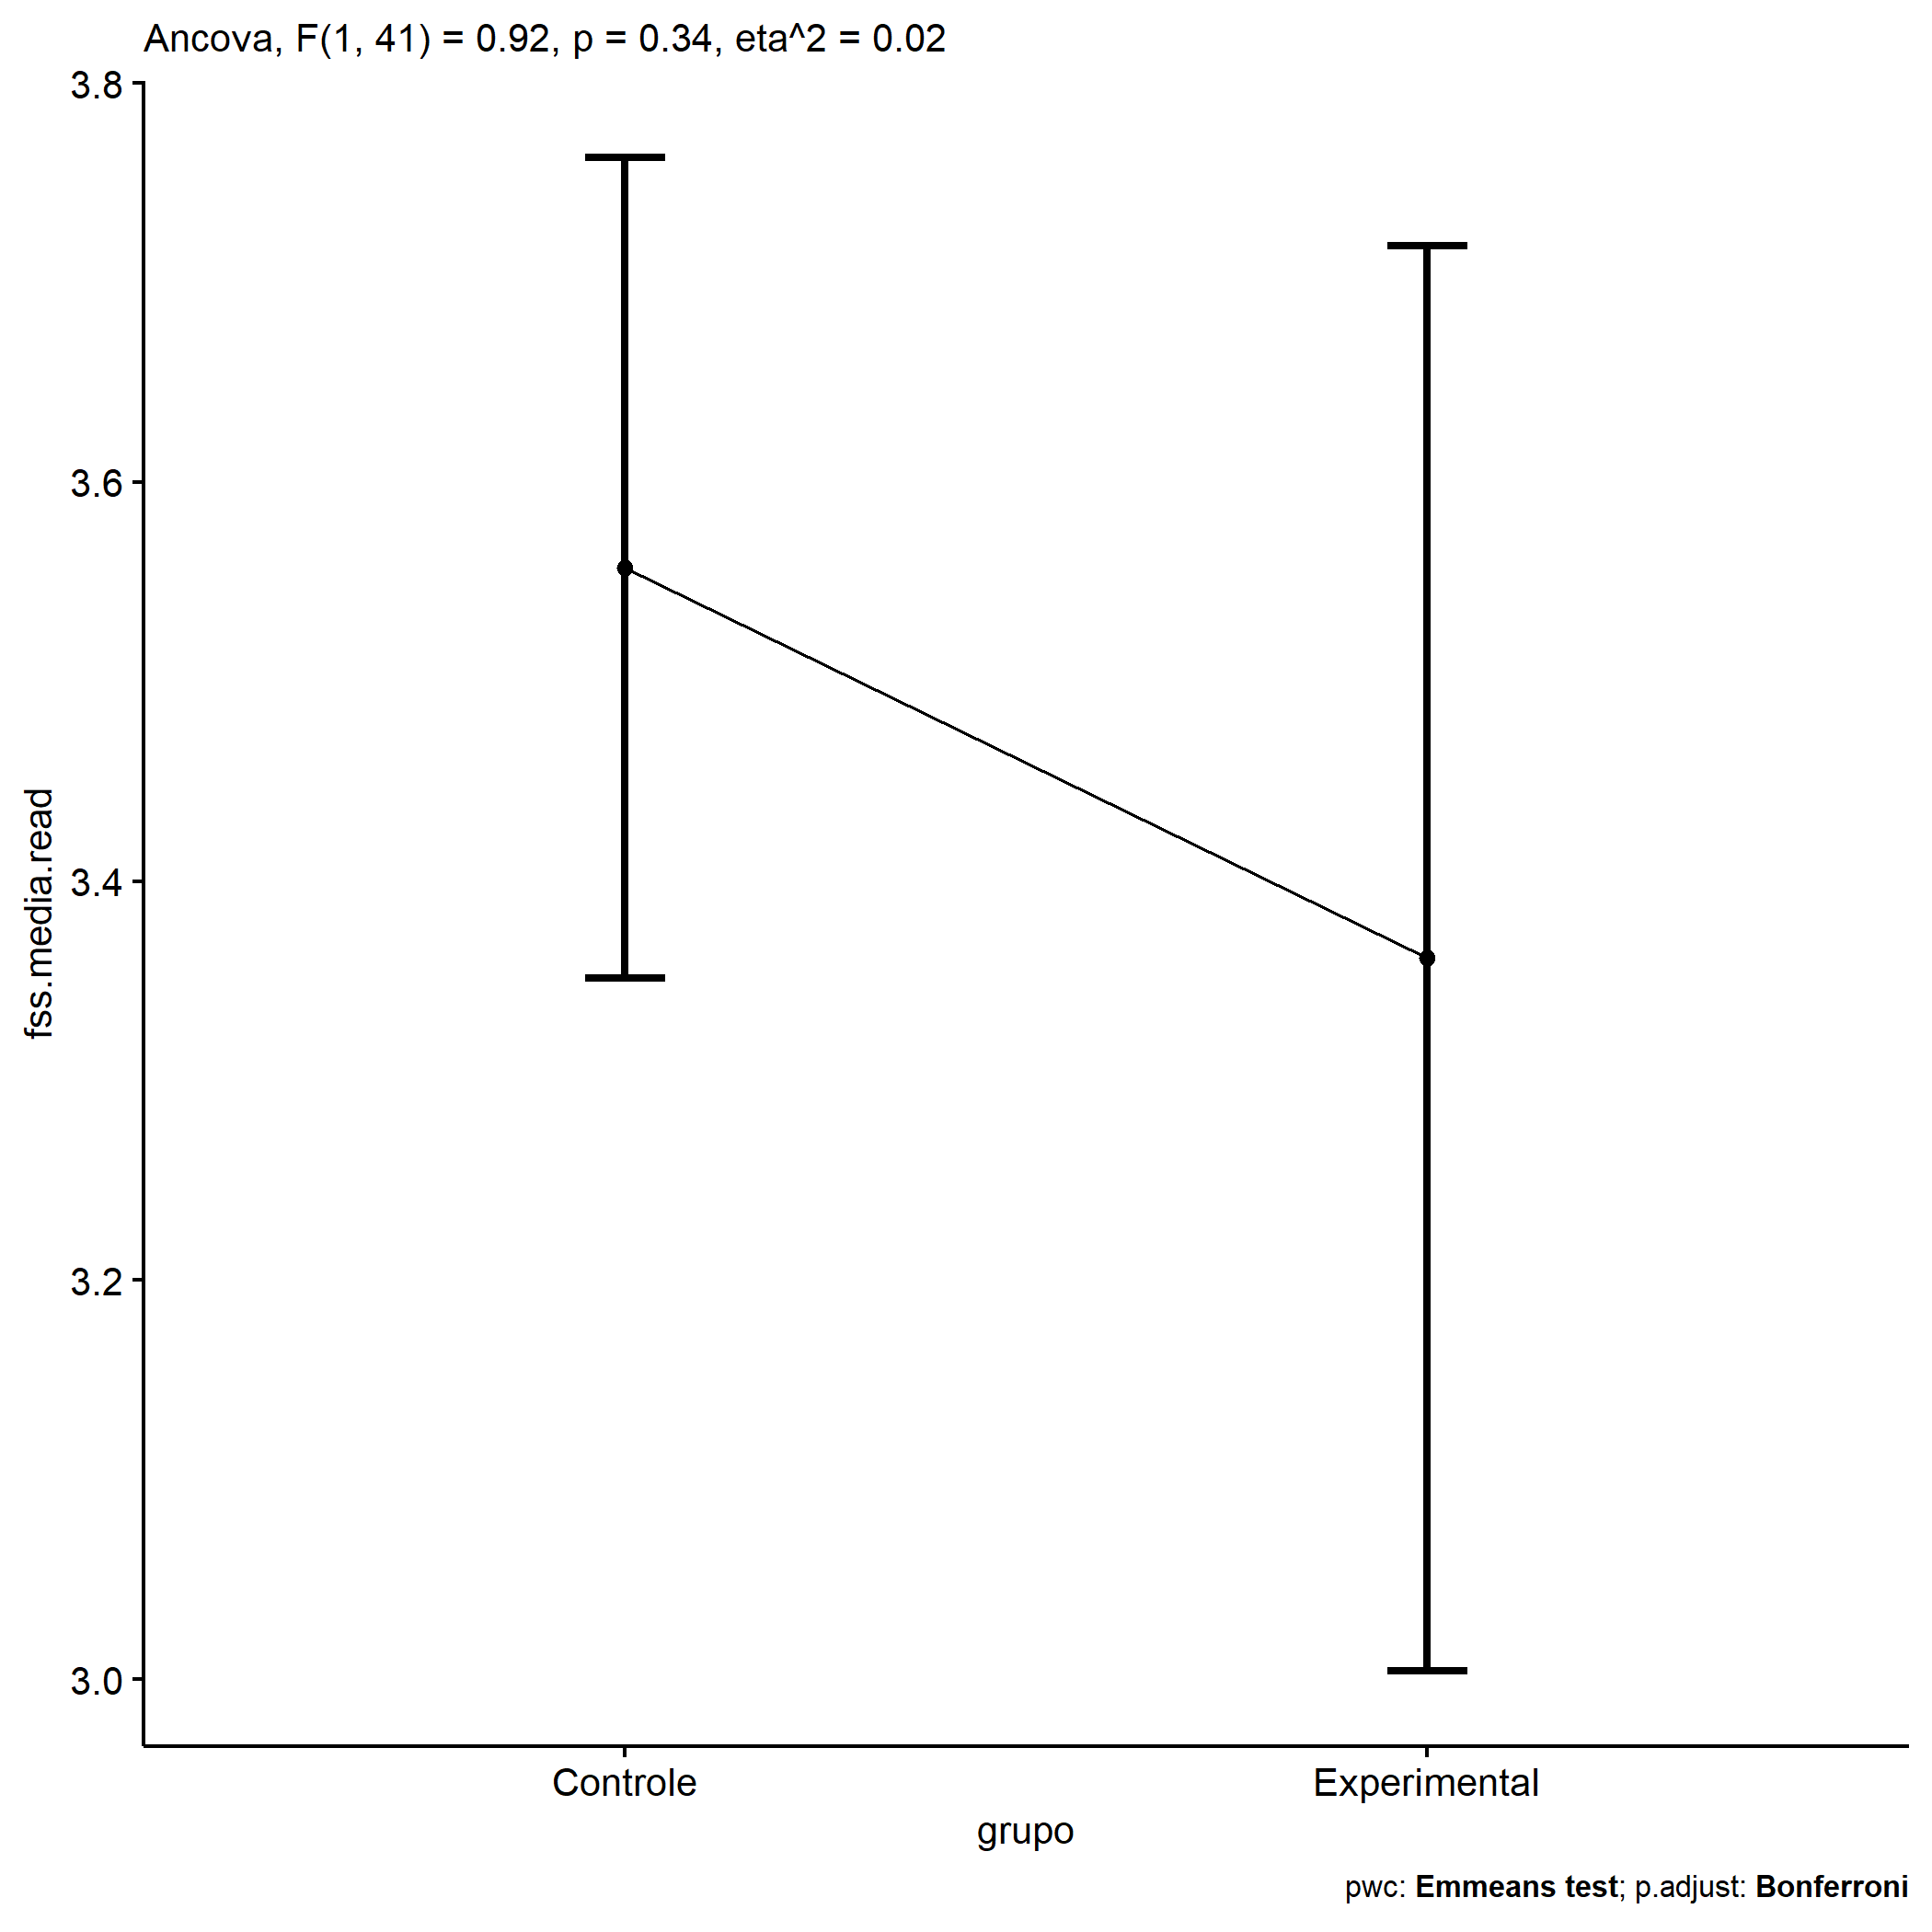 Ancova, F(1, 41) = 0.92, p = 0.34, eta^2 = 0.02
3.8
3.6
3.4
3.2
3.0
fss.media.read
Controle
Experimental
grupo
pwc: Emmeans test; p.adjust: Bonferroni